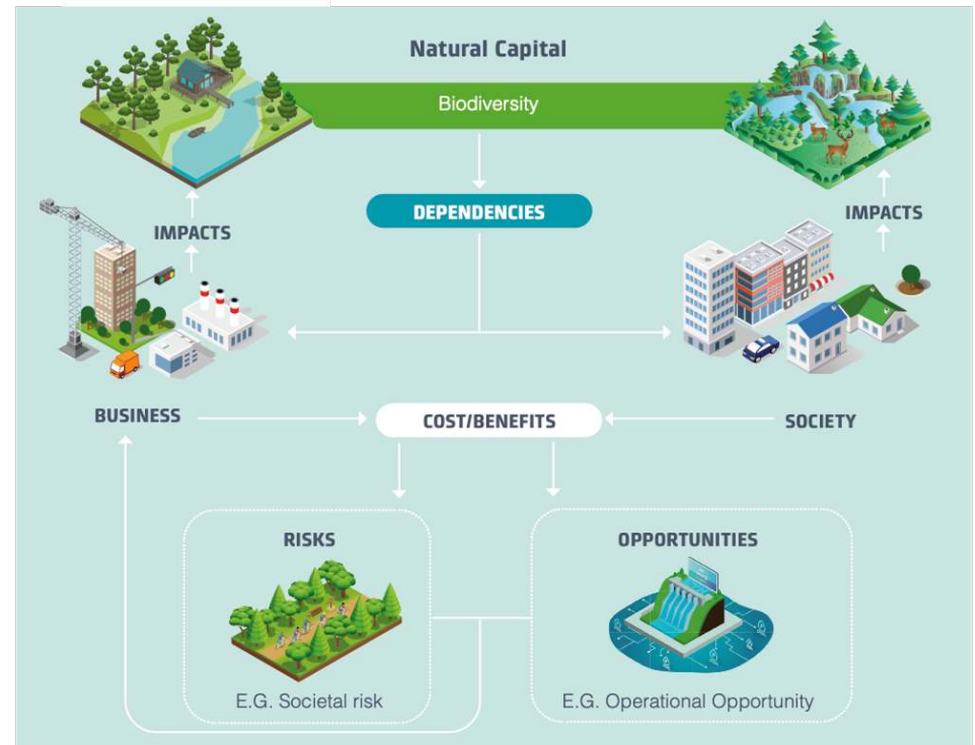 Natural Capital
Biodiversity
DEPENDENCIES
IMPACTS
IMPACTS
BUSINESS
COST/BENEFITS
SOCIETY
RISKS
OPPORTUNITIES
E.G. Societal risk
E.G. Operational Opportunity